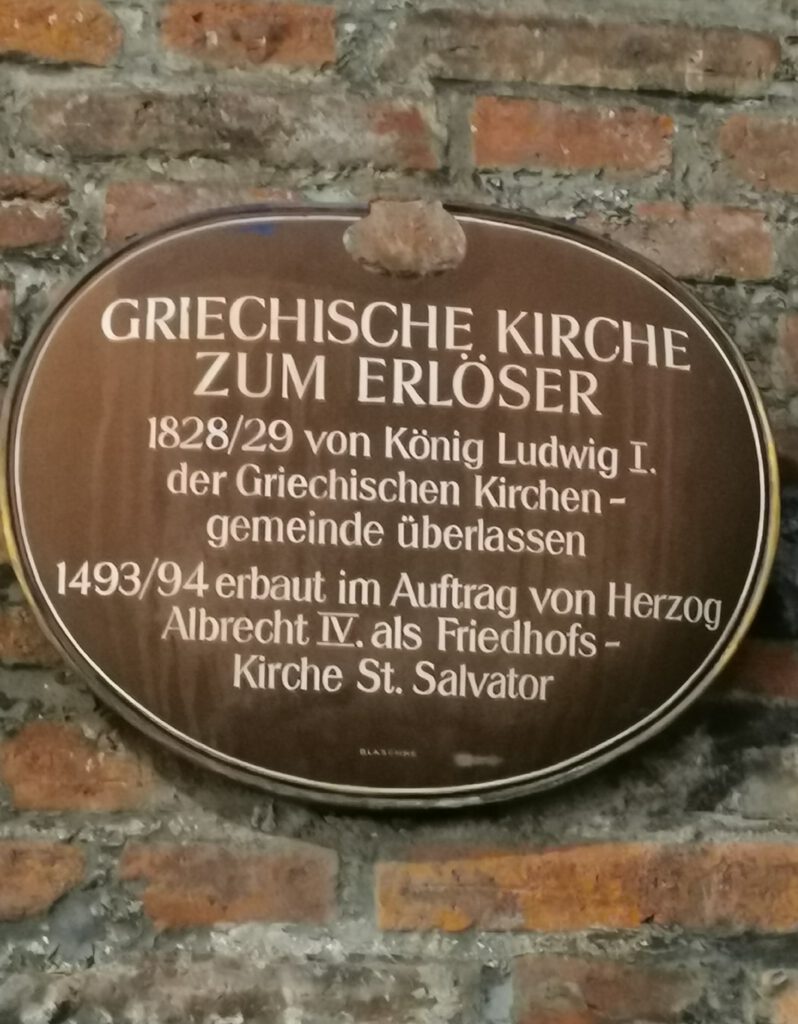 GRIECHISCHE KIRCHE
ZUM ERLÖSER
1828/29 von König Ludwig I.
der Griechischen Kirchen-
gemeinde überlassen
1493/94 erbaut im Auftrag von Herzog
Albrecht IV. als Friedhofs-
Kirche St. Salvator